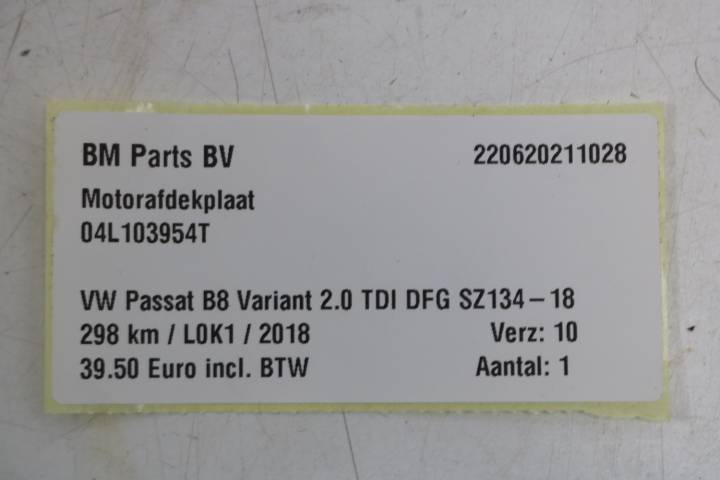 BM Parts BV 220620211028
Motorafdekplaat
04L103954T
VW Passat B8 Variant 2.0 TDI DFG SZ134-18
298 km / L0K1 / 2018 Verz: 10
39.50 Euro incl. BTW Aantal: 1